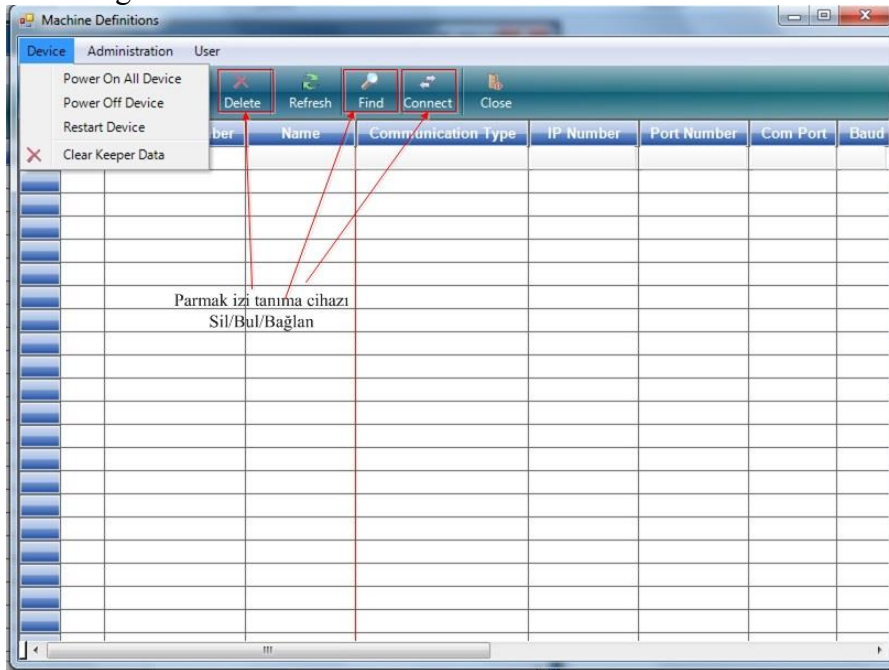 Machine Definitions
Device Administration User
Power On All Device
Power Off Device
Restart Device
Clear Keeper Data
Delete Refresh Find Connect Close
ber Name Communication Type IP Number Port Number Com Port Baud
Parmak izi tanıma cihazı
Sil/Bul/Bağlan